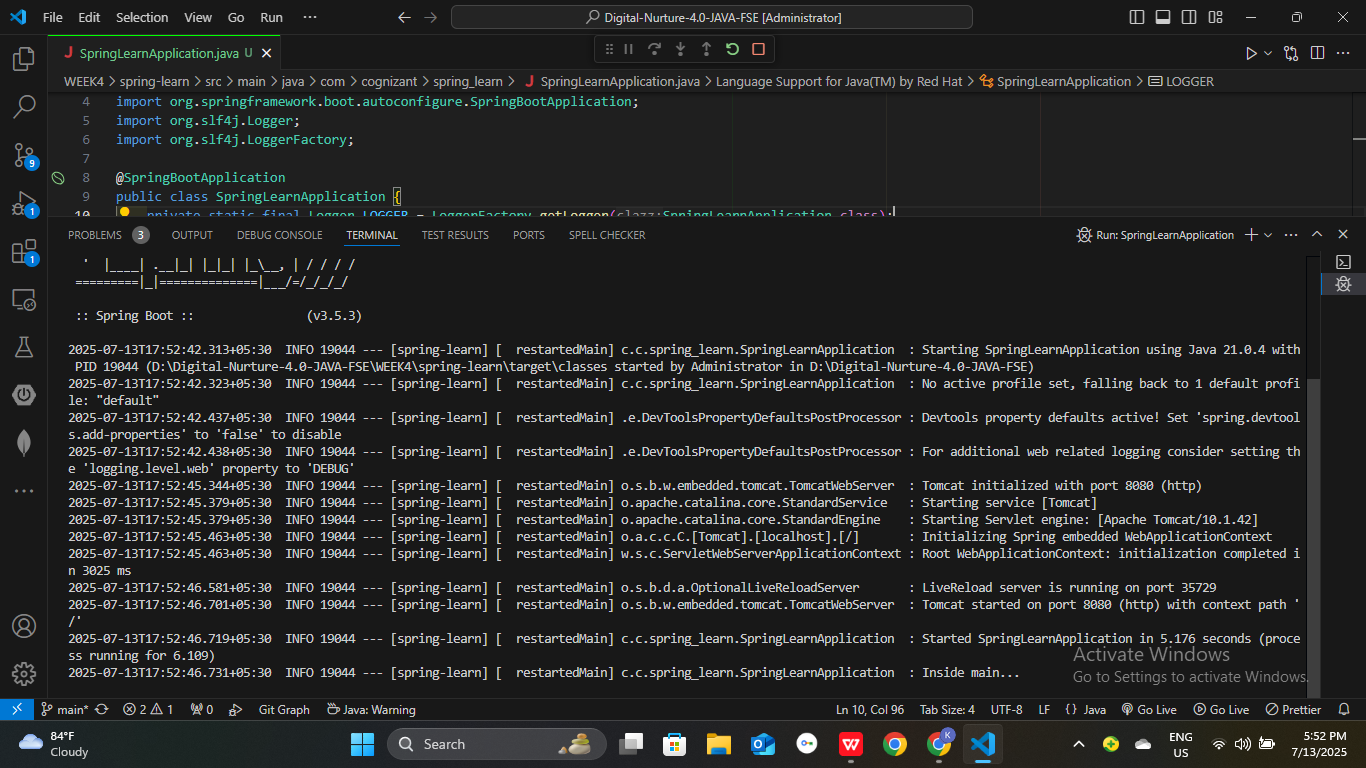 File Edit Selection View Go Run ··· Digital-Nurture-4.0-JAVA-FSE [Administrator]
J SpringLearnApplication.java U
WEEK4 > spring-learn > src > main > java > com > cognizant > spring_learn > J SpringLearnApplication.java > Language Support for Java(TM) by Red Hat > SpringLearnApplication > LOGGER
4 import org.springframework.boot.autoconfigure.SpringBootApplication;
5 import org.slf4j.Logger;
6 import org.slf4j.LoggerFactory;
7
8 @SpringBootApplication
9 public class SpringLearnApplication {
10 private static final Logger LOGGER = LoggerFactory.getLogger(clazz:SpringLearnApplication.class);
PROBLEMS 3 OUTPUT DEBUG CONSOLE TERMINAL TEST RESULTS PORTS SPELL CHECKER Run: SpringLearnApplication
'  |____| .__|_| |_|_| |_\__, | / / / /
=========|_|==============|___/=/_/_/_/
:: Spring Boot :: (v3.5.3)
2025-07-13T17:52:42.313+05:30  INFO 19044 --- [spring-learn] [  restartedMain] c.c.spring_learn.SpringLearnApplication  : Starting SpringLearnApplication using Java 21.0.4 with
PID 19044 (D:\Digital-Nurture-4.0-JAVA-FSE\WEEK4\spring-learn\target\classes started by Administrator in D:\Digital-Nurture-4.0-JAVA-FSE)
2025-07-13T17:52:42.323+05:30  INFO 19044 --- [spring-learn] [  restartedMain] c.c.spring_learn.SpringLearnApplication  : No active profile set, falling back to 1 default profi
le: "default"
2025-07-13T17:52:42.437+05:30  INFO 19044 --- [spring-learn] [  restartedMain] .e.DevToolsPropertyDefaultsPostProcessor : Devtools property defaults active! Set 'spring.devtool
s.add-properties' to 'false' to disable
2025-07-13T17:52:42.438+05:30  INFO 19044 --- [spring-learn] [  restartedMain] .e.DevToolsPropertyDefaultsPostProcessor : For additional web related logging consider setting th
e 'logging.level.web' property to 'DEBUG'
2025-07-13T17:52:45.344+05:30  INFO 19044 --- [spring-learn] [  restartedMain] o.s.b.w.embedded.tomcat.TomcatWebServer  : Tomcat initialized with port 8080 (http)
2025-07-13T17:52:45.379+05:30  INFO 19044 --- [spring-learn] [  restartedMain] o.apache.catalina.core.StandardService   : Starting service [Tomcat]
2025-07-13T17:52:45.379+05:30  INFO 19044 --- [spring-learn] [  restartedMain] o.apache.catalina.core.StandardEngine    : Starting Servlet engine: [Apache Tomcat/10.1.42]
2025-07-13T17:52:45.463+05:30  INFO 19044 --- [spring-learn] [  restartedMain] o.a.c.c.C.[Tomcat].[localhost].[/]       : Initializing Spring embedded WebApplicationContext
2025-07-13T17:52:45.463+05:30  INFO 19044 --- [spring-learn] [  restartedMain] w.s.c.ServletWebServerApplicationContext : Root WebApplicationContext: initialization completed i
n 3025 ms
2025-07-13T17:52:46.581+05:30  INFO 19044 --- [spring-learn] [  restartedMain] o.s.b.d.a.OptionalLiveReloadServer       : LiveReload server is running on port 35729
2025-07-13T17:52:46.701+05:30  INFO 19044 --- [spring-learn] [  restartedMain] o.s.b.w.embedded.tomcat.TomcatWebServer  : Tomcat started on port 8080 (http) with context path '
/'
2025-07-13T17:52:46.719+05:30  INFO 19044 --- [spring-learn] [  restartedMain] c.c.spring_learn.SpringLearnApplication  : Started SpringLearnApplication in 5.176 seconds (proce
ss running for 6.109)
2025-07-13T17:52:46.731+05:30  INFO 19044 --- [spring-learn] [  restartedMain] c.c.spring_learn.SpringLearnApplication  : Inside main...
Activate Windows
Go to Settings to activate Windows.
9
1
1
main* 2 1 0 Git Graph Java: Warning Ln 10, Col 96 Tab Size: 4 UTF-8 LF {} Java Go Live Go Live Prettier
84°F
Cloudy
Search
K
ENG
US
5:52 PM
7/13/2025